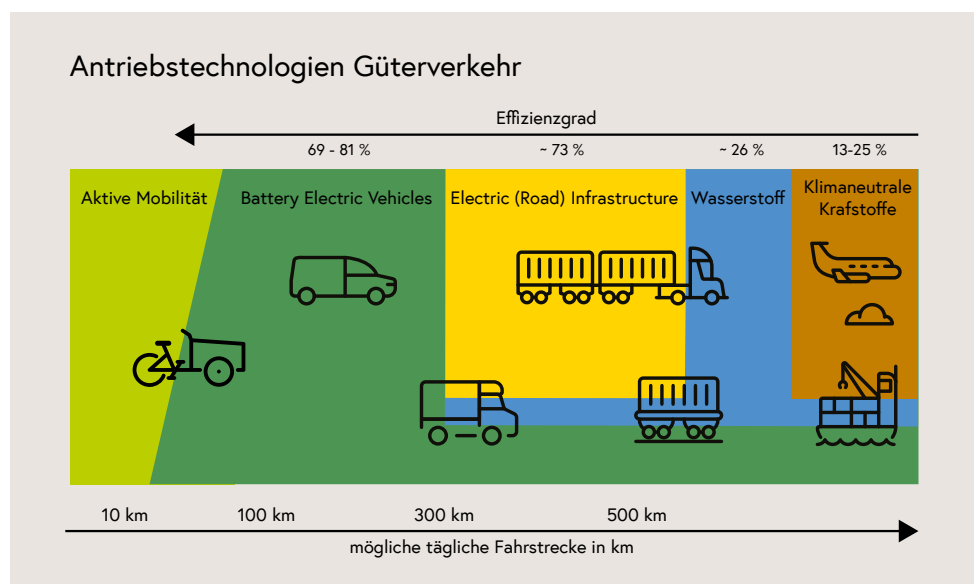 Antriebstechnologien Güterverkehr
Effizienzgrad
69 - 81 % ~ 73 % ~ 26 % 13-25 %
Aktive Mobilität Battery Electric Vehicles Electric (Road) Infrastructure Wasserstoff Klimaneutrale
Krafstoffe
10 km 100 km 300 km 500 km
mögliche tägliche Fahrstrecke in km